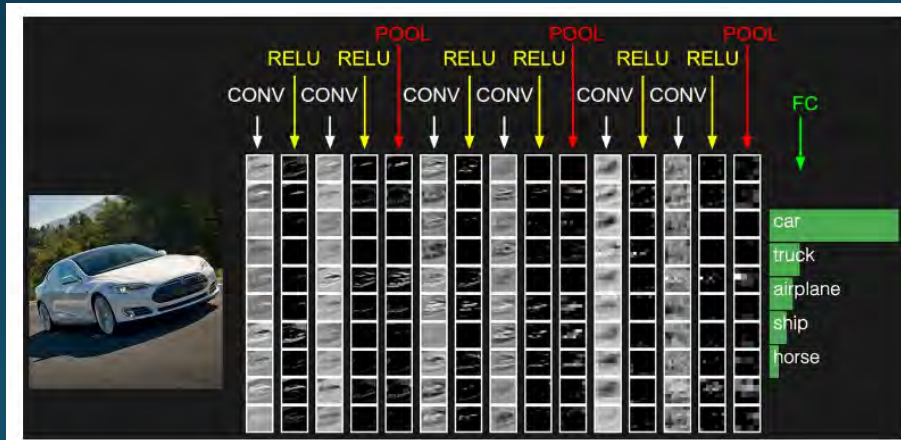 POOL POOL POOL
RELU RELU RELU RELU RELU RELU
CONV CONV CONV CONV CONV CONV
FC
car
truck
airplane
ship
horse